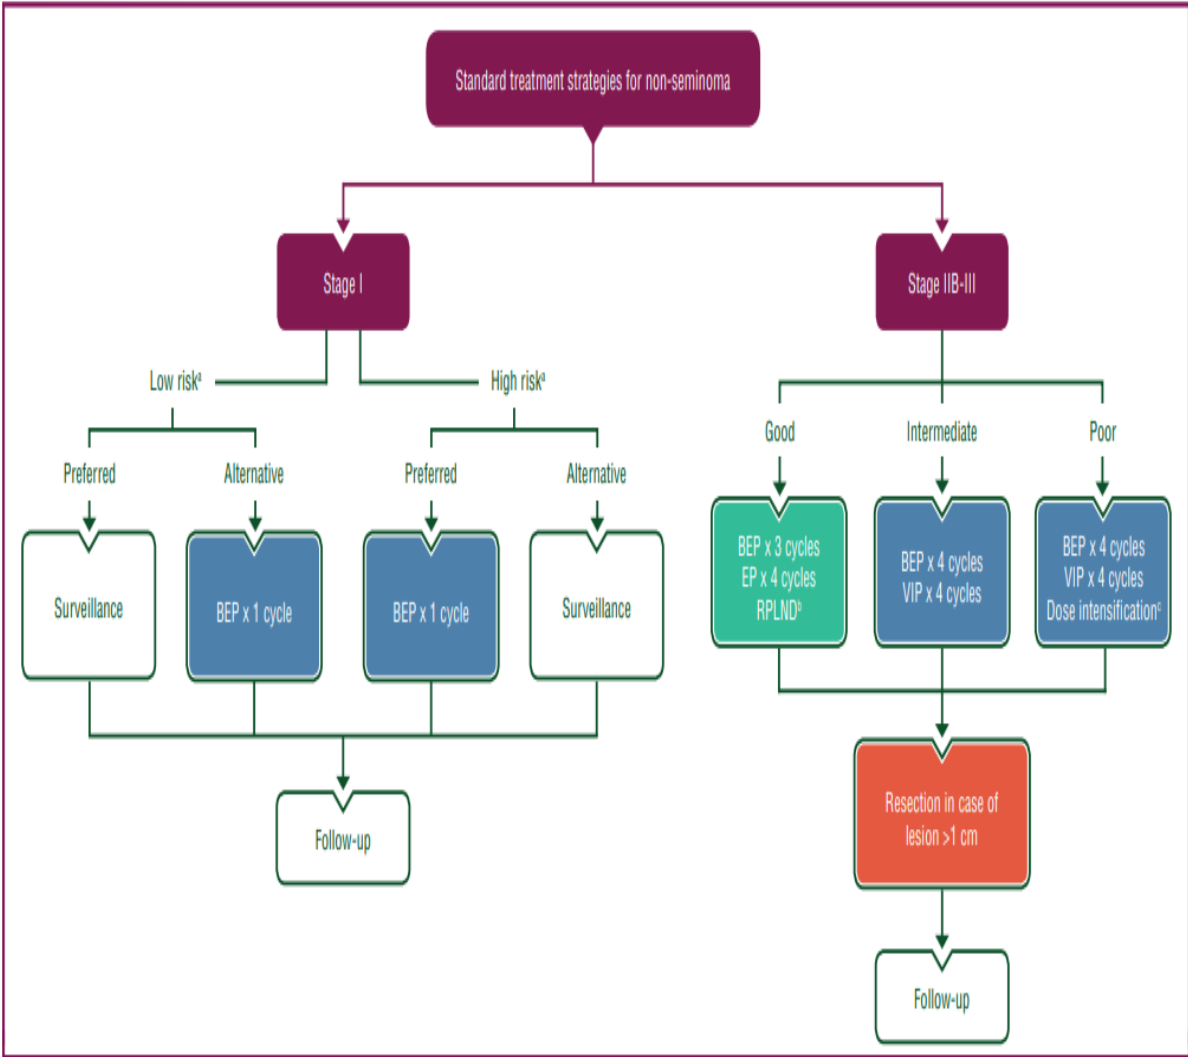 Standard treatment strategies for non-seminoma
Stage I
Stage IIB-III
Low riskᵃ
High riskᵃ
Good
Intermediate
Poor
Preferred
Alternative
Preferred
Alternative
Surveillance
BEP x 1 cycle
BEP x 1 cycle
Surveillance
BEP x 3 cycles
EP x 4 cycles
RPLNDᵇ
BEP x 4 cycles
VIP x 4 cycles
BEP x 4 cycles
VIP x 4 cycles
Dose intensificationᶜ
Follow-up
Resection in case of
lesion >1 cm
Follow-up